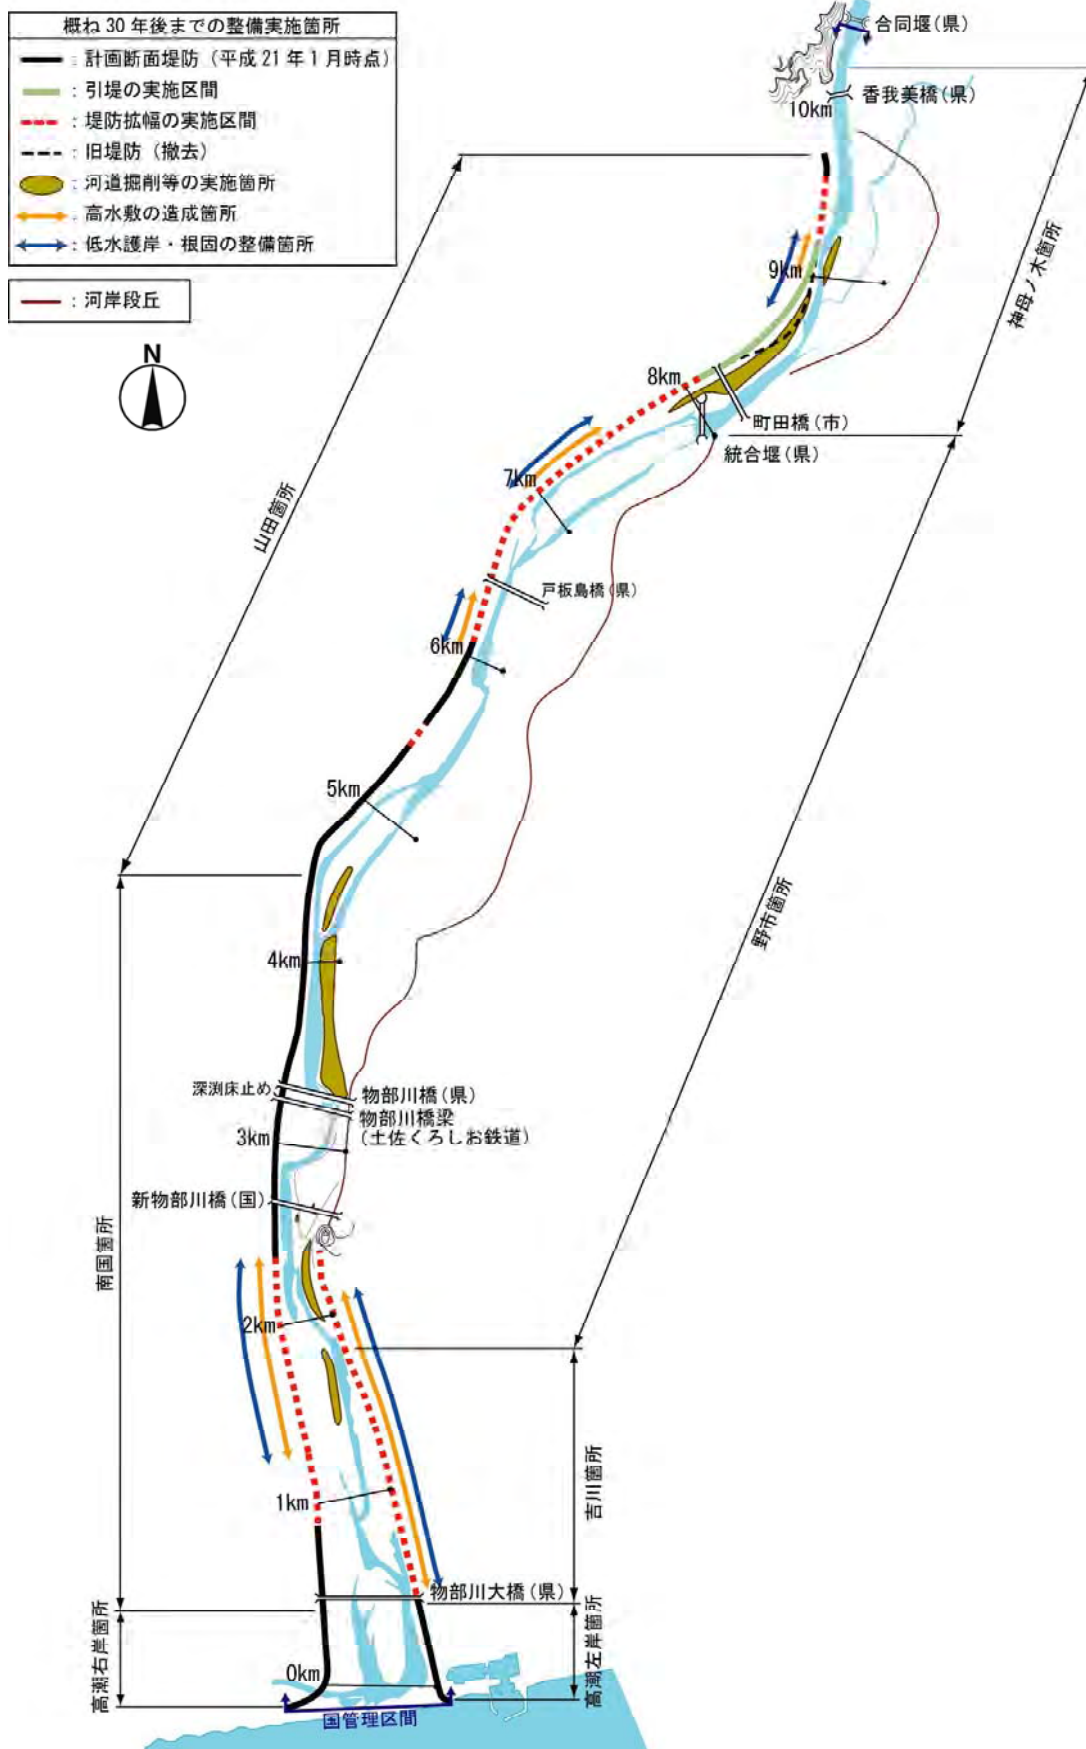 概ね30年後までの整備実施箇所
：計画断面堤防（平成21年1月時点）
：引堤の実施区間
：堤防拡幅の実施区間
：旧堤防（撤去）
：河道掘削等の実施箇所
：高水敷の造成箇所
：低水護岸・根固の整備箇所
：河岸段丘
N
合同堰(県)
香我美橋(県)
10km
神母ノ木箇所
9km
8km
町田橋(市)
統合堰(県)
7km
山田箇所
戸板島橋(県)
6km
5km
野市箇所
4km
深渕床止め
物部川橋(県)
物部川橋梁
(土佐くろしお鉄道)
3km
新物部川橋(国)
南国箇所
2km
吉川箇所
1km
物部川大橋(県)
高潮右岸箇所
高潮左岸箇所
0km
国管理区間